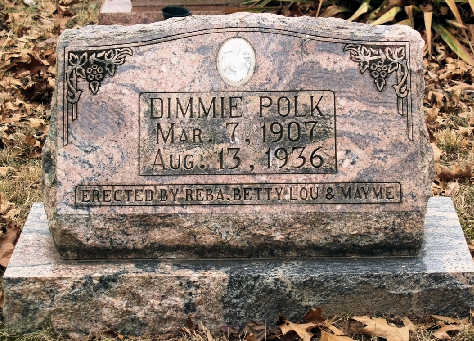 DIMMIE POLK
MAR. 7, 1907
AUG. 13, 1936
ERECTED BY REBA, BETTY LOU & MAYME